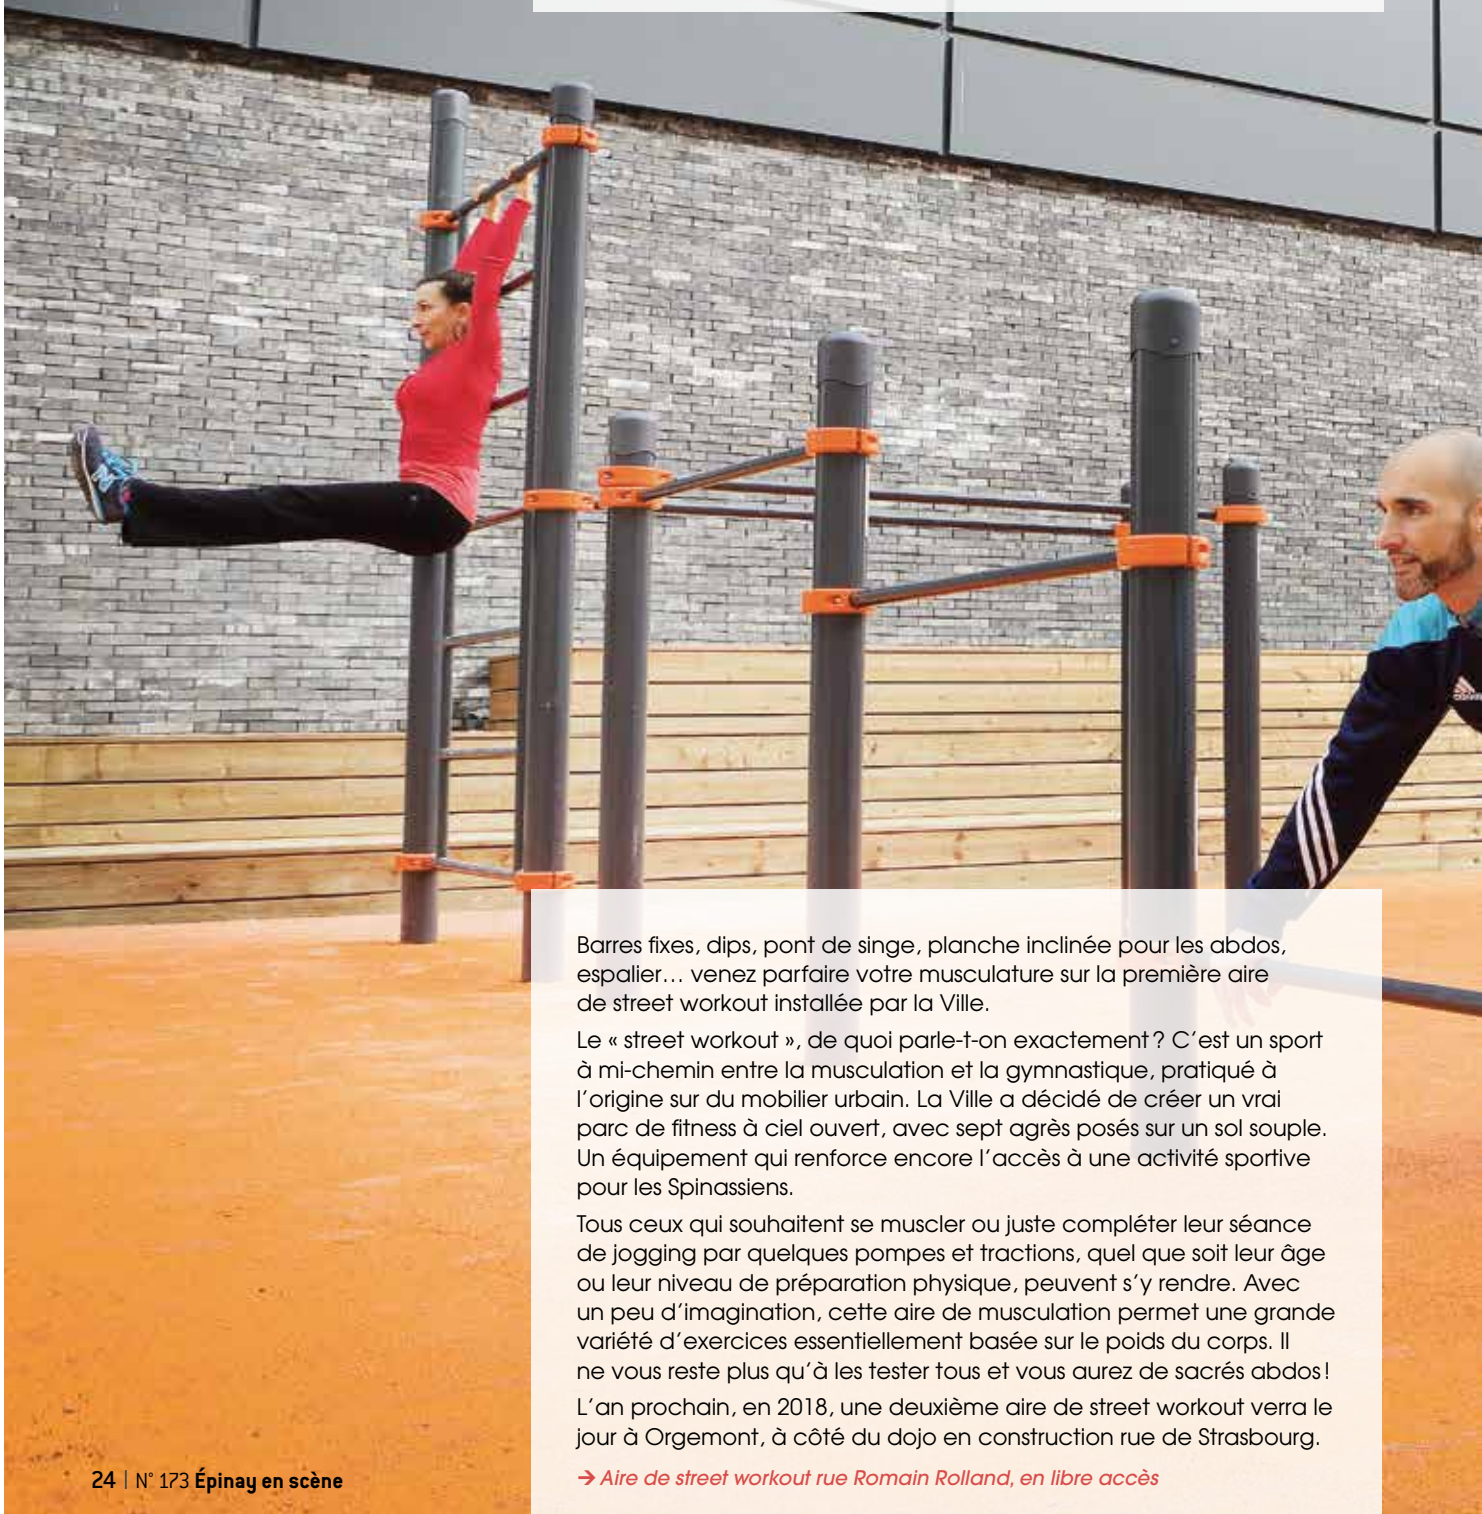 Barres fixes, dips, pont de singe, planche inclinée pour les abdos,
espalier… venez parfaire votre musculature sur la première aire
de street workout installée par la Ville.
Le « street workout », de quoi parle-t-on exactement ? C’est un sport
à mi-chemin entre la musculation et la gymnastique, pratiqué à
l’origine sur du mobilier urbain. La Ville a décidé de créer un vrai
parc de fitness à ciel ouvert, avec sept agrès posés sur un sol souple.
Un équipement qui renforce encore l’accès à une activité sportive
pour les Spinassiens.
Tous ceux qui souhaitent se muscler ou juste compléter leur séance
de jogging par quelques pompes et tractions, quel que soit leur âge
ou leur niveau de préparation physique, peuvent s’y rendre. Avec
un peu d’imagination, cette aire de musculation permet une grande
variété d’exercices essentiellement basée sur le poids du corps. Il
ne vous reste plus qu’à les tester tous et vous aurez de sacrés abdos !
L’an prochain, en 2018, une deuxième aire de street workout verra le
jour à Orgemont, à côté du dojo en construction rue de Strasbourg.
→ Aire de street workout rue Romain Rolland, en libre accès
24 | N° 173 Épinay en scène